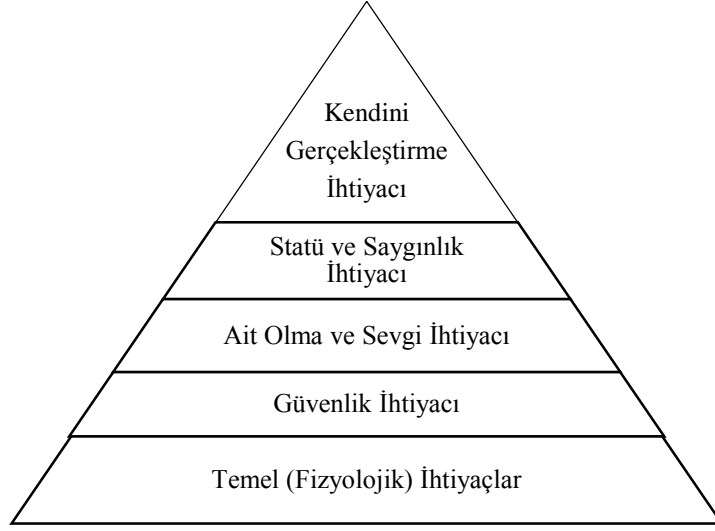 Kendini
Gerçekleştirme
İhtiyacı
Statü ve Saygınlık
İhtiyacı
Ait Olma ve Sevgi İhtiyacı
Güvenlik İhtiyacı
Temel (Fizyolojik) İhtiyaçlar